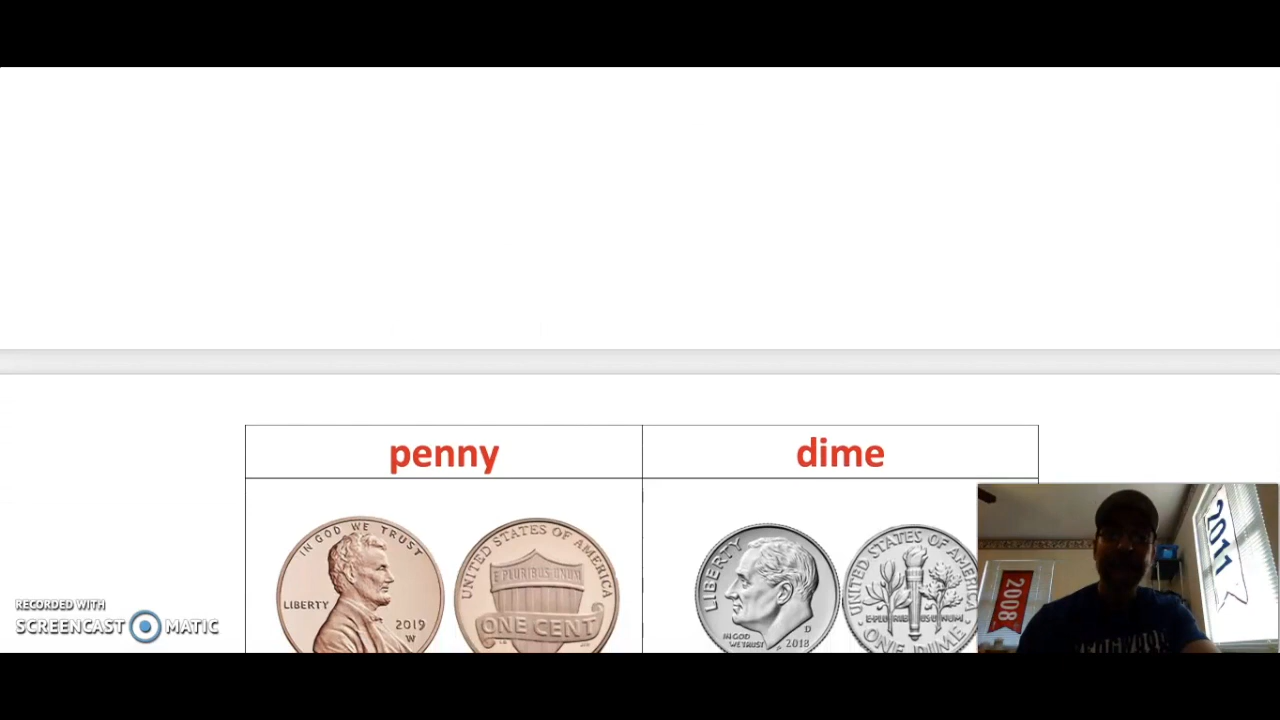 penny
dime
IN GOD WE TRUST
LIBERTY
2019
W
UNITED STATES OF AMERICA
E PLURIBUS UNUM
ONE CENT
LIBERTY
IN GOD
WE TRUST
D
2018
UNITED STATES OF AMERICA
E PLURIBUS UNUM
ONE DIME
2008
2011
RECORDED WITH
SCREENCAST MATIC